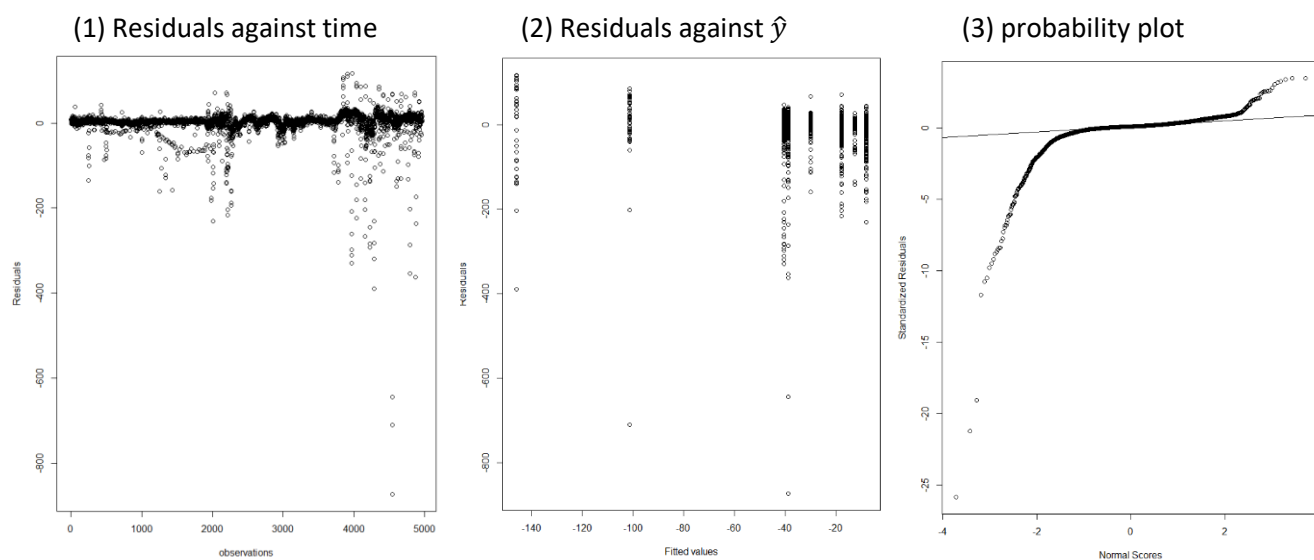 (1) Residuals against time
(2) Residuals against ŷ
(3) probability plot
Residuals
0
-200
-400
-600
-800
0 1000 2000 3000 4000 5000
observations
Residuals
0
-200
-400
-600
-800
-140 -120 -100 -80 -60 -40 -20
Fitted values
Standardized Residuals
0
-5
-10
-15
-20
-25
-4 -2 0 2
Normal Scores